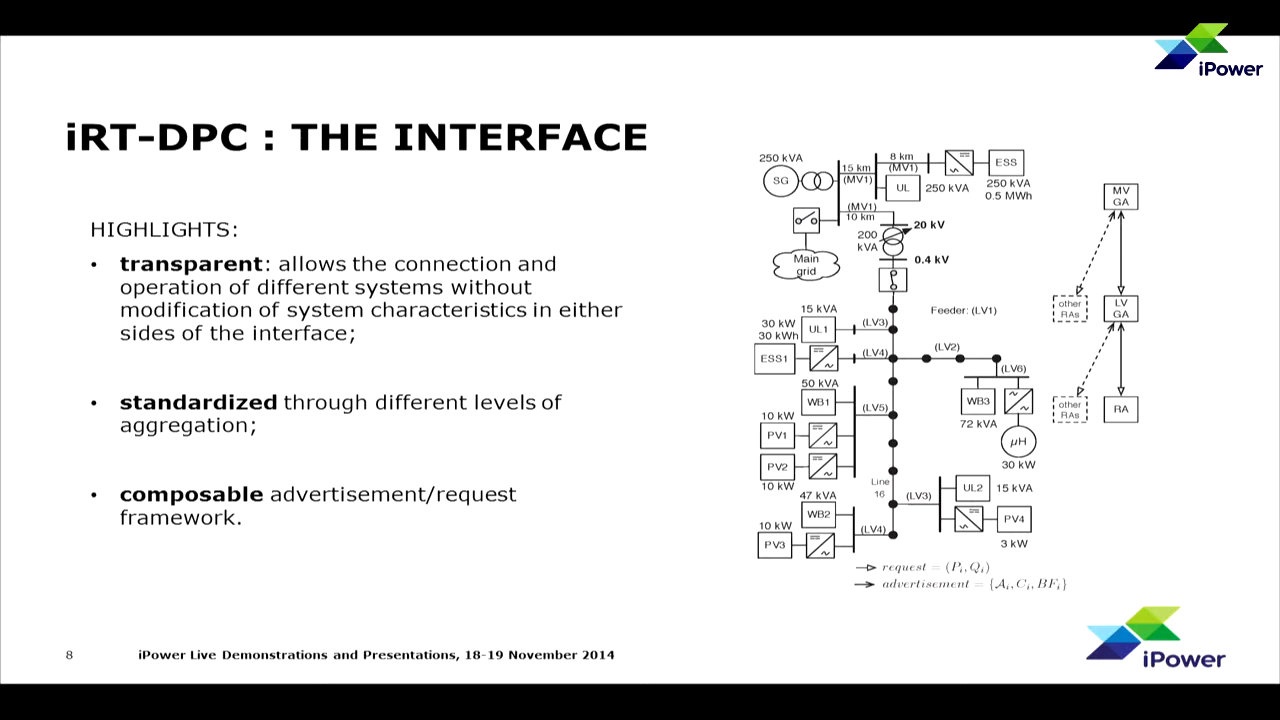 iPower
iRT-DPC : THE INTERFACE
HIGHLIGHTS:
• transparent: allows the connection and
operation of different systems without
modification of system characteristics in either
sides of the interface;
• standardized through different levels of
aggregation;
• composable advertisement/request
framework.
250 kVA
SG
15 km
(MV1)
8 km
(MV1)
UL
250 kVA
ESS
250 kVA
0.5 MWh
(MV1)
10 km
20 kV
200
kVA
0.4 kV
Main
grid
MV
GA
other
RAs
LV
GA
other
RAs
RA
15 kVA
30 kW
30 kWh
UL1
(LV3)
Feeder: (LV1)
ESS1
(LV4)
(LV2)
(LV6)
50 kVA
WB1
(LV5)
WB3
72 kVA
10 kW
PV1
µH
30 kW
PV2
10 kW
Line
16
47 kVA
WB2
(LV3)
UL2
15 kVA
10 kW
PV3
(LV4)
PV4
3 kW
request = (Pᵢ, Qᵢ)
advertisement = {𝒜ᵢ, Cᵢ, BFᵢ}
8
iPower Live Demonstrations and Presentations, 18-19 November 2014
iPower